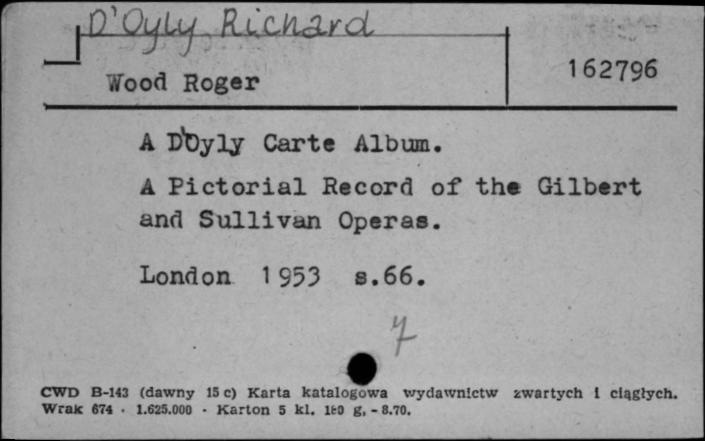 D'Oyly Richard
Wood Roger
162796
A D'Oyly Carte Album.
A Pictorial Record of the Gilbert
and Sullivan Operas.
London 1953 s.66.
7
CWD B-143 (dawny 15 c) Karta katalogowa wydawnictw zwartych i ciągłych.
Wrak 674 · 1.625.000 · Karton 5 kl. 180 g, - 8.70.